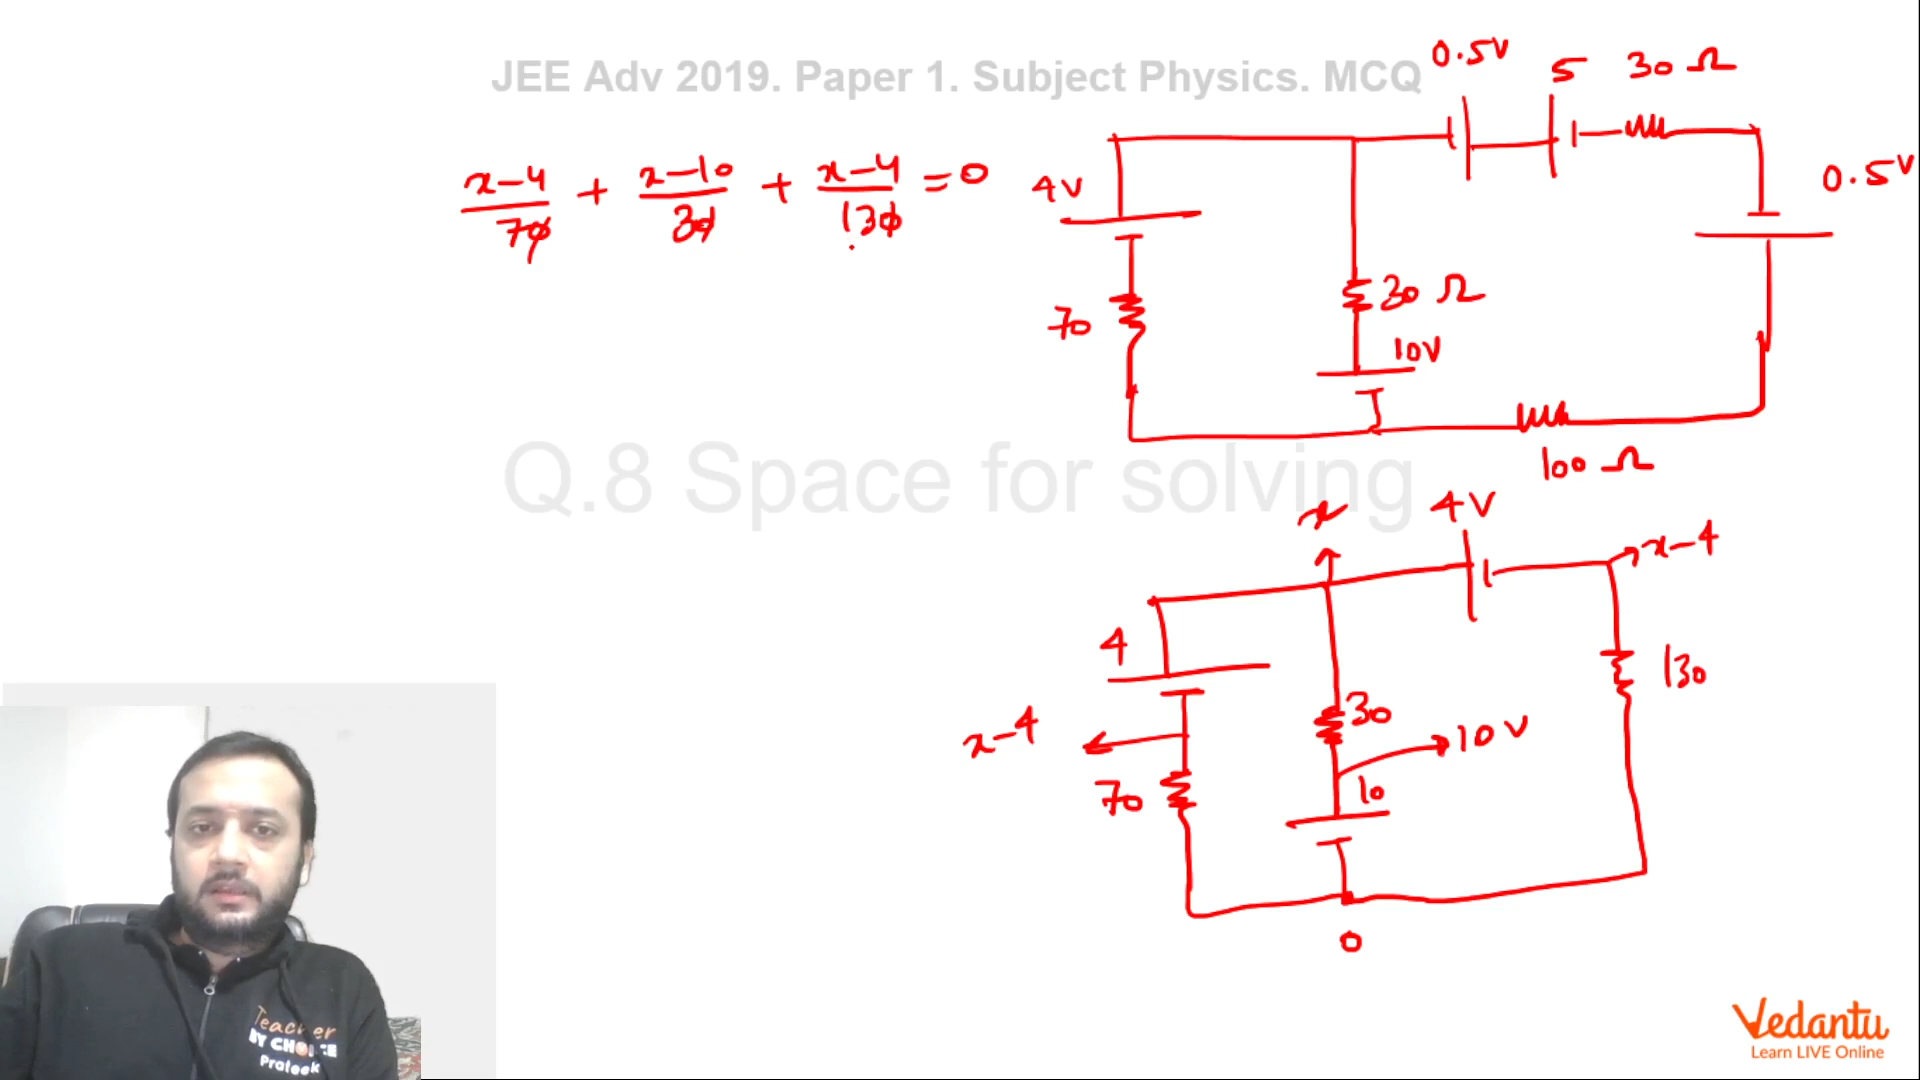 JEE Adv 2019. Paper 1. Subject Physics. MCQ
0.5V
5
30 Ω
x-4/70 + x-10/30 + x-4/130 = 0
4V
0.5V
30 Ω
70
10V
100 Ω
Q.8 Space for solving
x
4V
x-4
4
130
30
x-4
10V
70
10
0
Teacher
BY CHOICE
Prateek
Vedantu
Learn LIVE Online